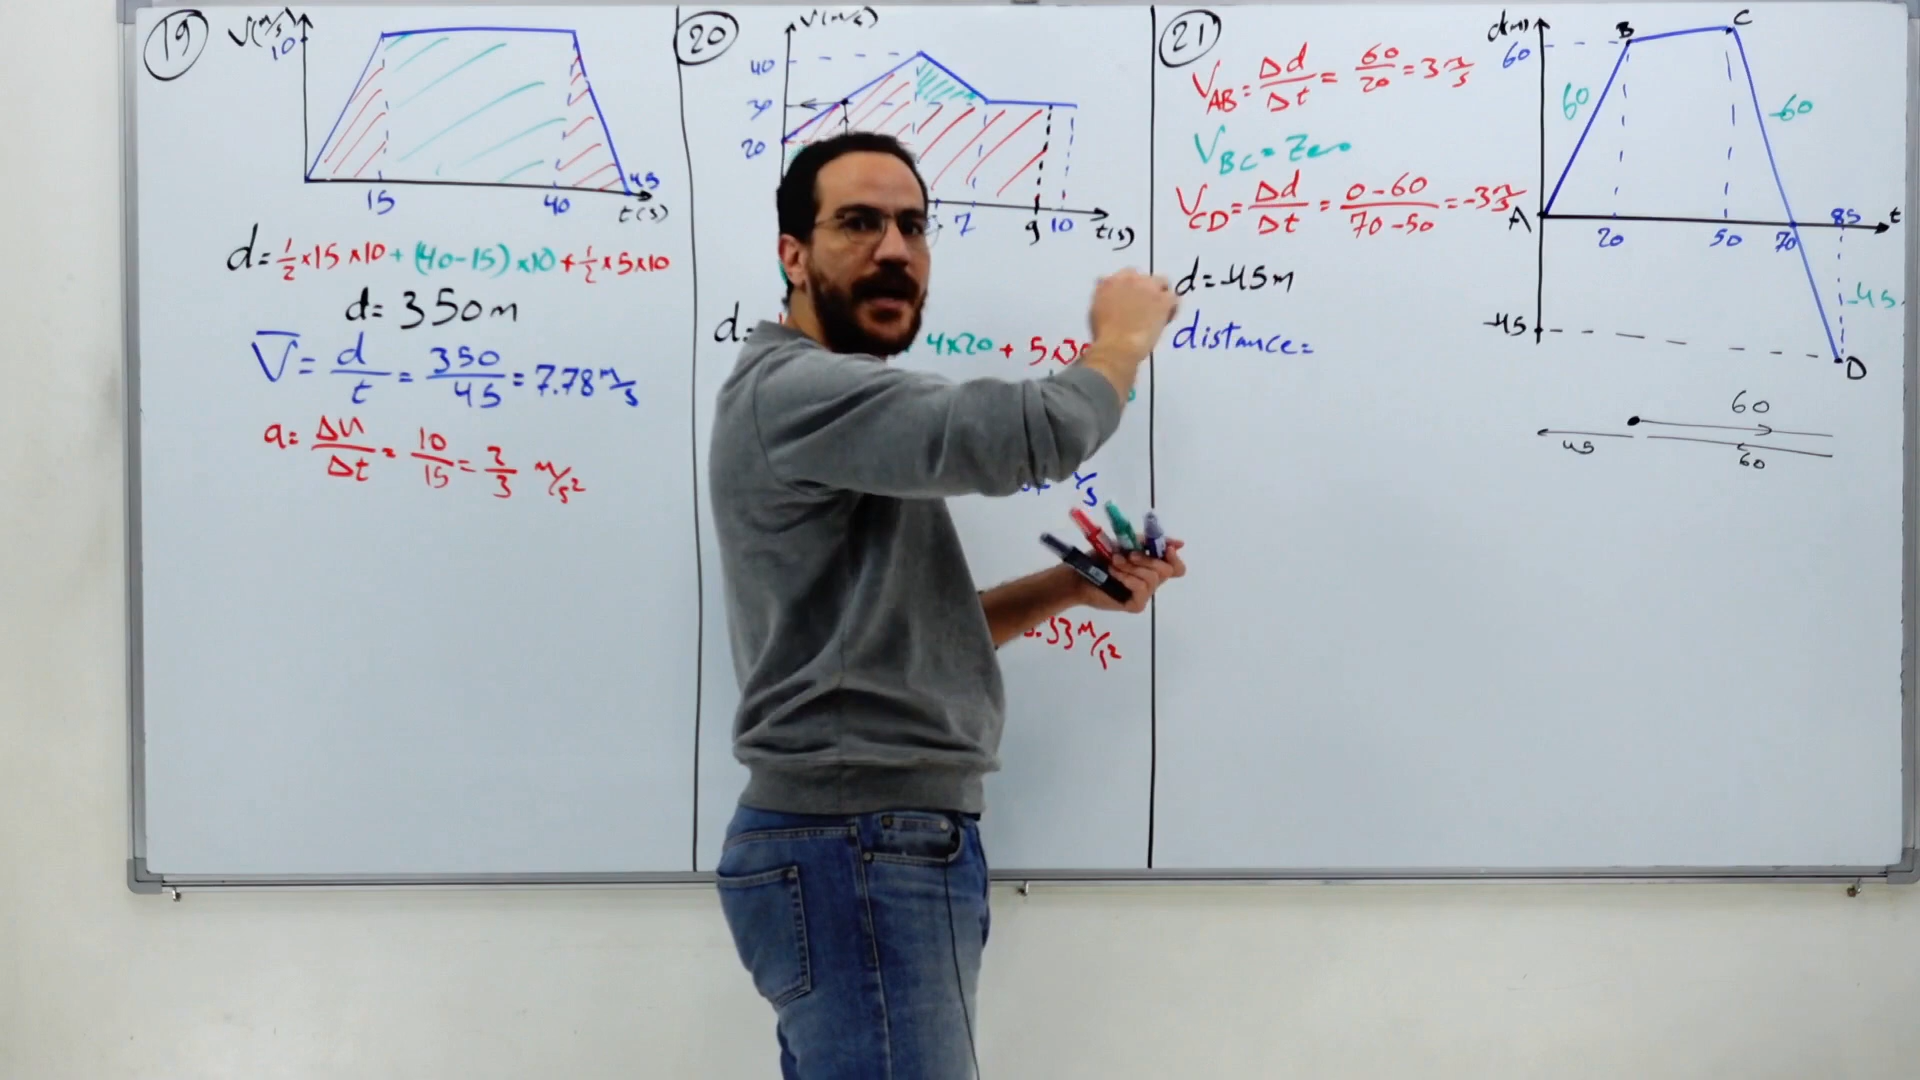 19
V(m/s)
10
15
40
45
t(s)
d = 1/2 × 15 × 10 + (40-15) × 10 + 1/2 × 5 × 10
d = 350 m
V̅ = d/t = 350/45 = 7.78 m/s
a = Δu/Δt = 10/15 = 2/3 m/s²
20
V(m/s)
40
30
20
7
9
10
t(s)
d =
4×20 + 5×30
/s
.33 m/s²
21
V_AB = Δd/Δt = 60/20 = 3 m/s
V_BC = Zero
V_CD = Δd/Δt = 0-60/70-50 = -3 m/s
d = -45 m
distance =
d(m)
60
B
C
60
-60
A
20
50
70
85
t
-45
-45
D
60
45
60